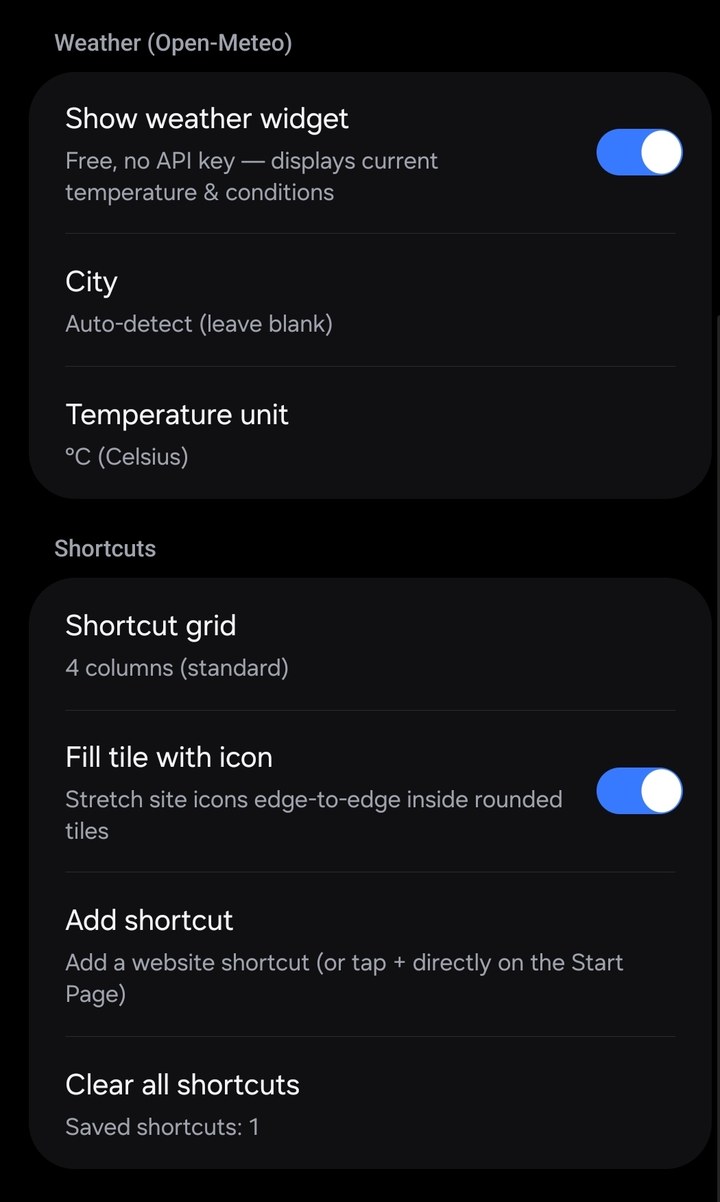 Weather (Open-Meteo)
Show weather widget
Free, no API key — displays current
temperature & conditions
City
Auto-detect (leave blank)
Temperature unit
°C (Celsius)
Shortcuts
Shortcut grid
4 columns (standard)
Fill tile with icon
Stretch site icons edge-to-edge inside rounded
tiles
Add shortcut
Add a website shortcut (or tap + directly on the Start
Page)
Clear all shortcuts
Saved shortcuts: 1